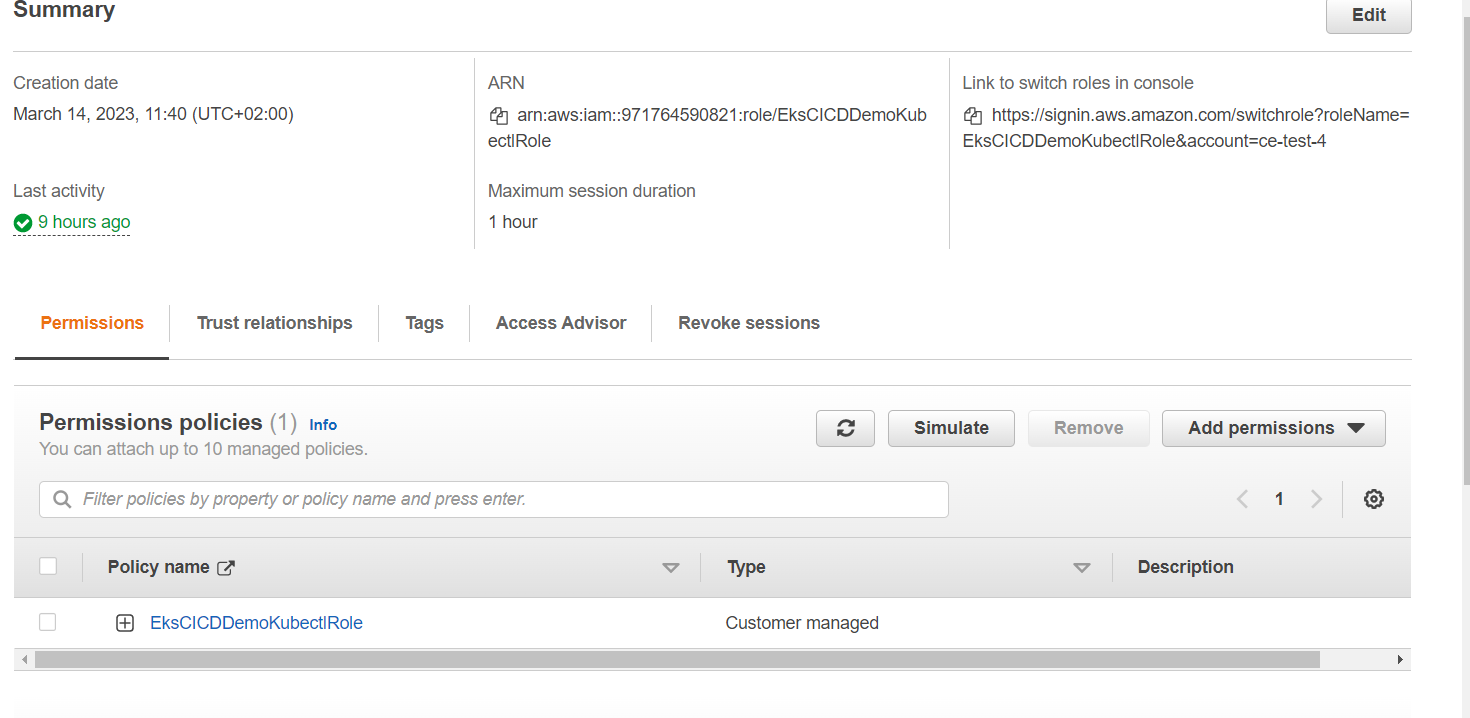 Summary
Edit
Creation date
March 14, 2023, 11:40 (UTC+02:00)
Last activity
9 hours ago
ARN
arn:aws:iam::971764590821:role/EksCICDDemoKub
ectlRole
Maximum session duration
1 hour
Link to switch roles in console
https://signin.aws.amazon.com/switchrole?roleName=
EksCICDDemoKubectlRole&account=ce-test-4
Permissions
Trust relationships
Tags
Access Advisor
Revoke sessions
Permissions policies (1) Info
You can attach up to 10 managed policies.
Simulate
Remove
Add permissions
Filter policies by property or policy name and press enter.
1
Policy name
Type
Description
EksCICDDemoKubectlRole
Customer managed